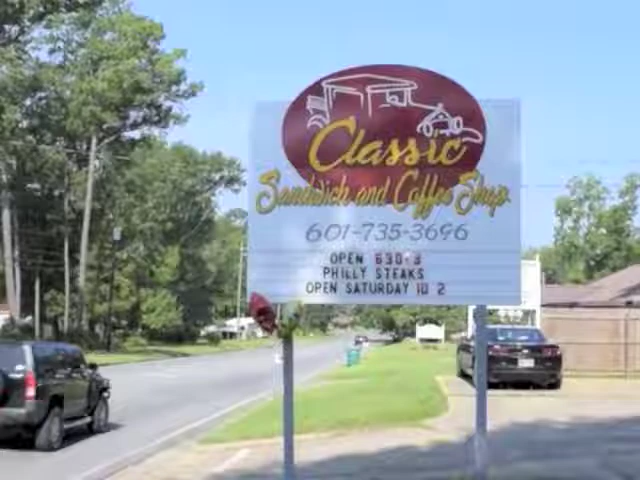 Classic
Sandwich and Coffee Shop
601-735-3696
OPEN 630-3
PHILLY STEAKS
OPEN SATURDAY 10 2